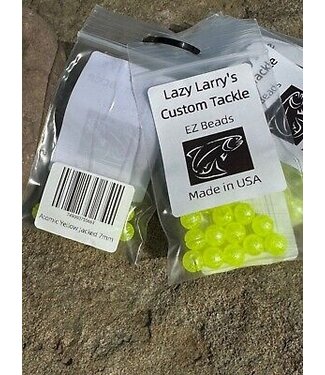 Lazy Larry's
Custom Tackle
EZ Beads
Made in USA
Atomic Yellow Jacked 7mm